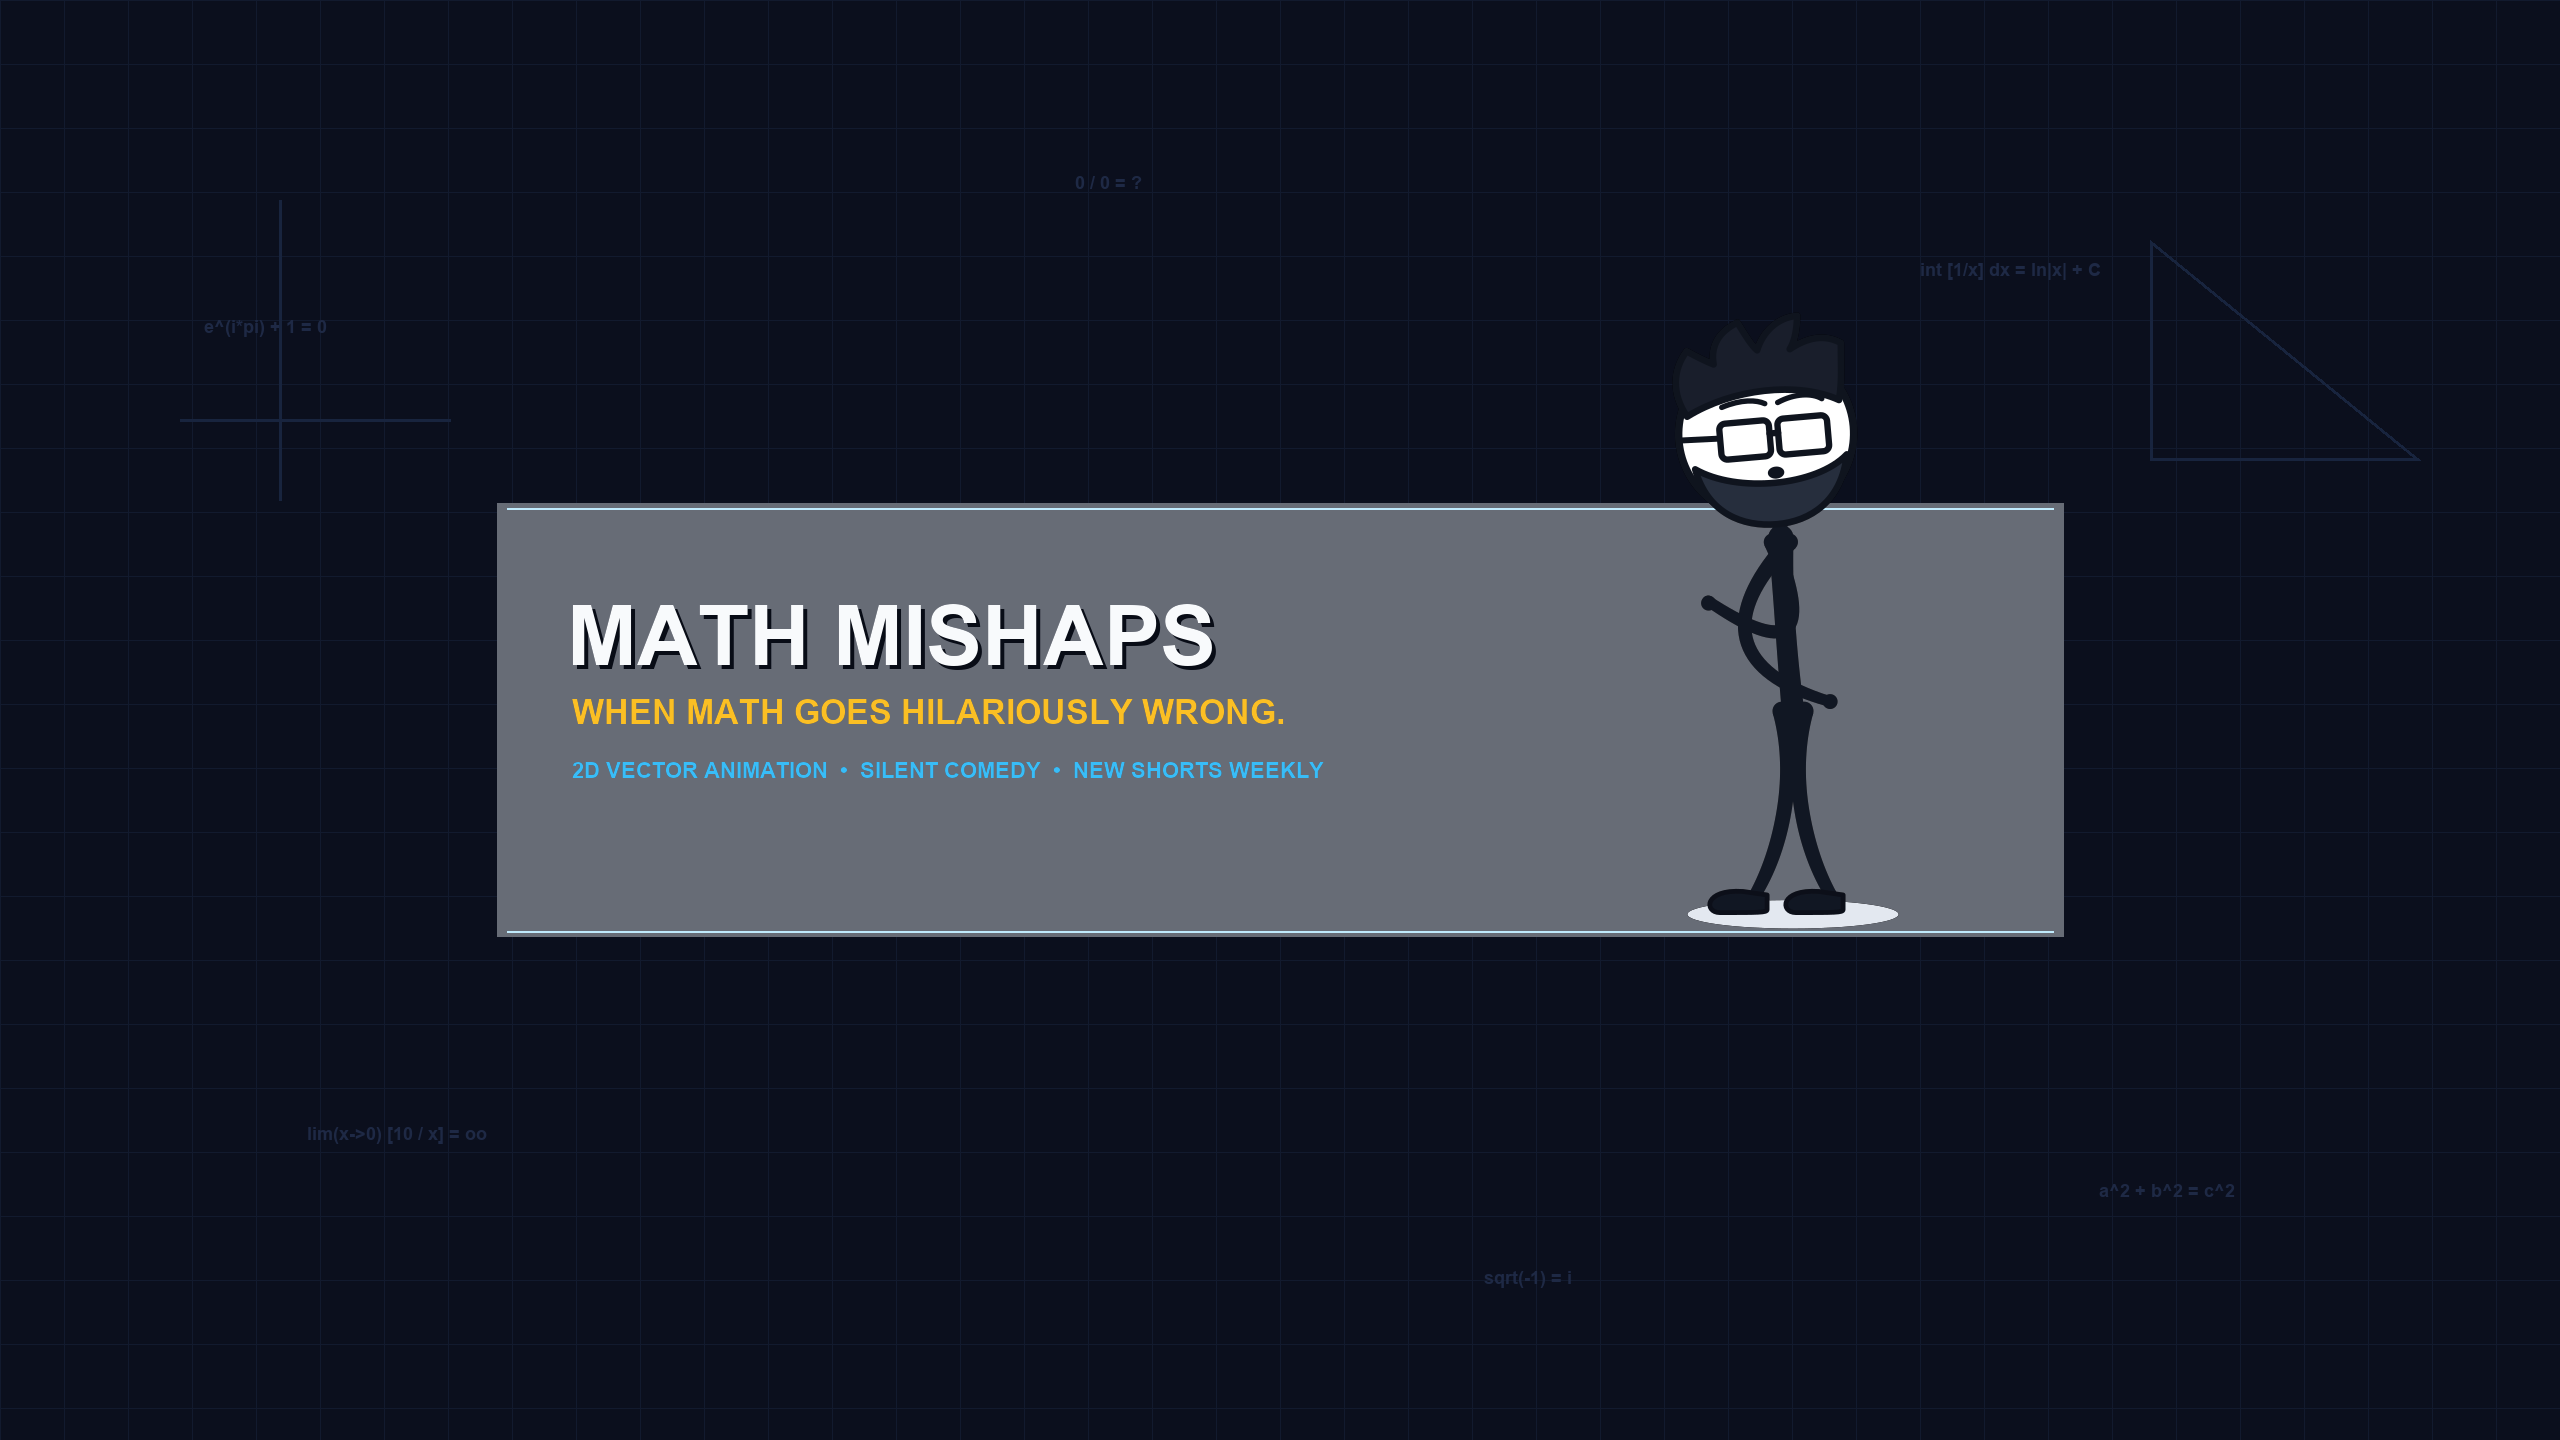 0 / 0 = ?
int [1/x] dx = ln|x| + C
e^(i*pi) + 1 = 0
MATH MISHAPS
WHEN MATH GOES HILARIOUSLY WRONG.
2D VECTOR ANIMATION • SILENT COMEDY • NEW SHORTS WEEKLY
lim(x->0) [10 / x] = oo
a^2 + b^2 = c^2
sqrt(-1) = i